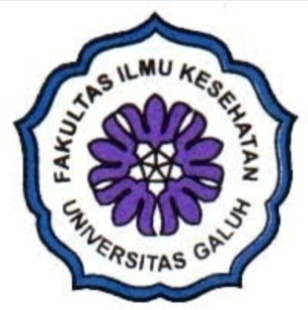 FAKULTAS ILMU KESEHATAN
UNIVERSITAS GALUH